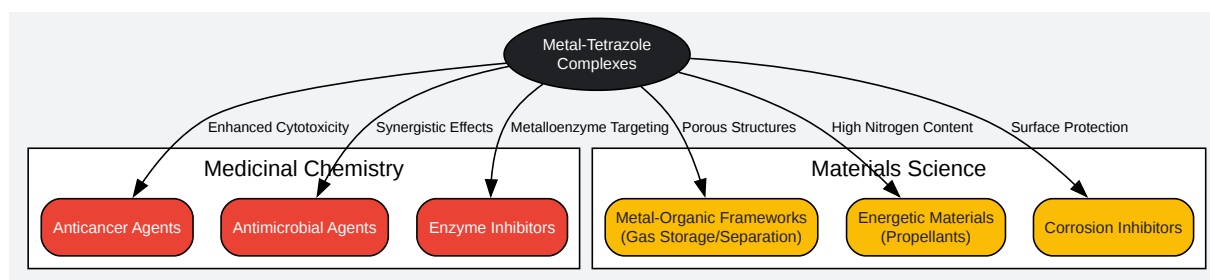 Metal-Tetrazole
Complexes
Enhanced Cytotoxicity
Synergistic Effects
Metalloenzyme Targeting
Porous Structures
High Nitrogen Content
Surface Protection
Medicinal Chemistry
Materials Science
Anticancer Agents
Antimicrobial Agents
Enzyme Inhibitors
Metal-Organic Frameworks
(Gas Storage/Separation)
Energetic Materials
(Propellants)
Corrosion Inhibitors